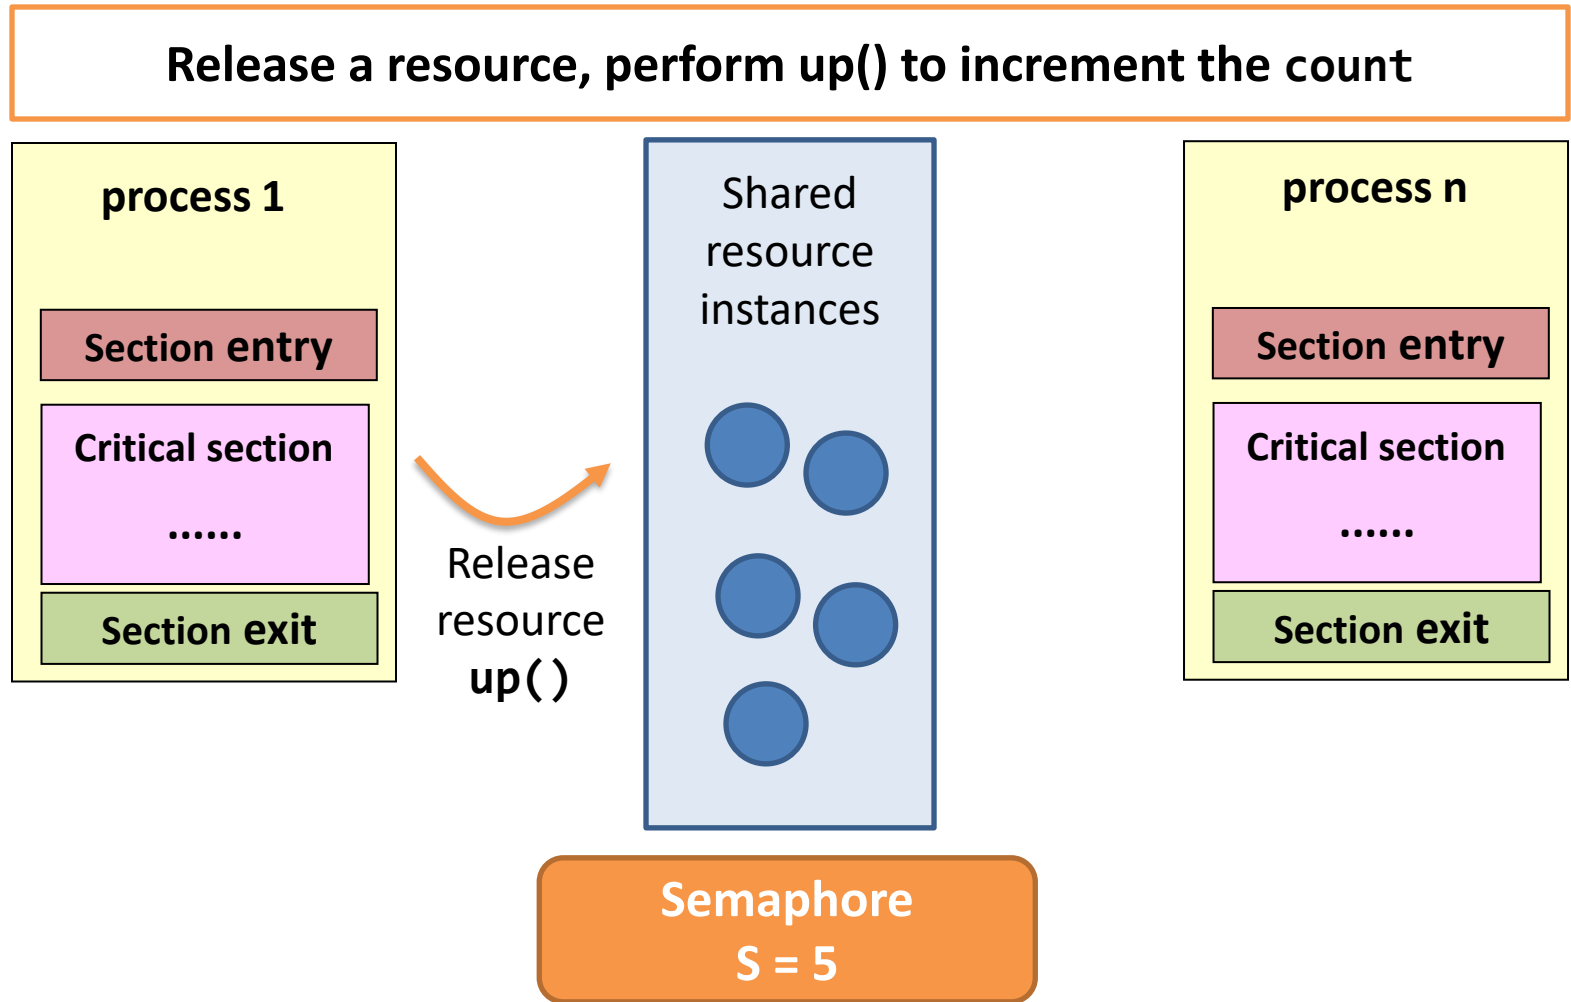 Release a resource, perform up() to increment the count
process 1
Section entry
Critical section
......
Section exit
Release
resource
up()
Shared
resource
instances
process n
Section entry
Critical section
......
Section exit
Semaphore
S = 5